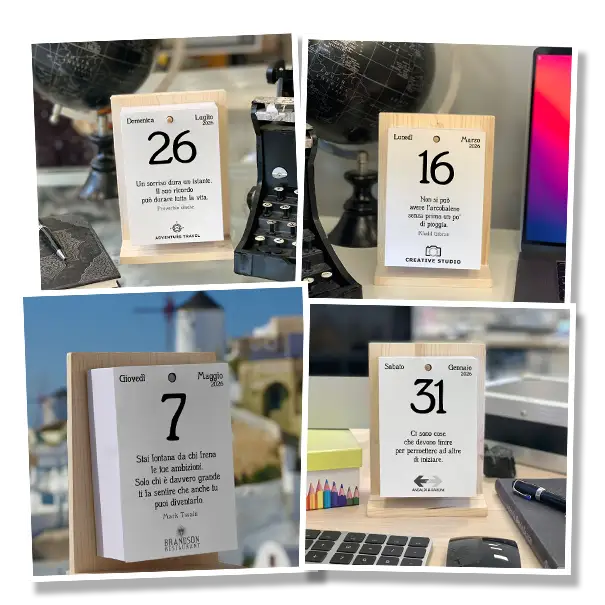 Domenica
Luglio
2026
26
Un sorriso dura un istante.
Il suo ricordo
può durare tutta la vita.
ADVENTURE TRAVEL
Lunedì
Marzo
2026
16
Non si può
avere l'arcobaleno
senza prima un po'
di pioggia.
Khalil Gibran
CREATIVE STUDIO
Giovedì
Maggio
2026
7
Stai lontana da chi frena
le tue ambizioni.
Solo chi è davvero grande
ti fa sentire che anche tu
puoi diventarlo.
Mark Twain
BRANDSON
RESTAURANT
Sabato
Gennaio
2026
31
Ci sono cose
che devono finire
per permettere ad altre
di iniziare.